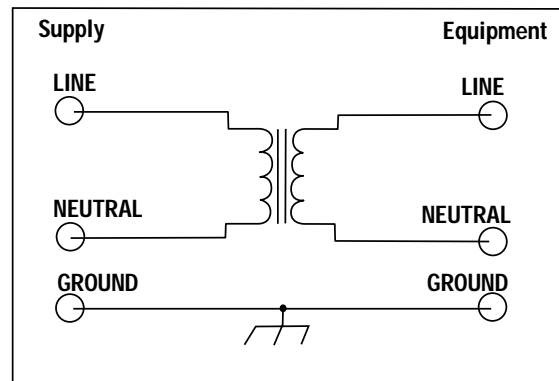 Supply Equipment
LINE LINE
NEUTRAL NEUTRAL
GROUND GROUND